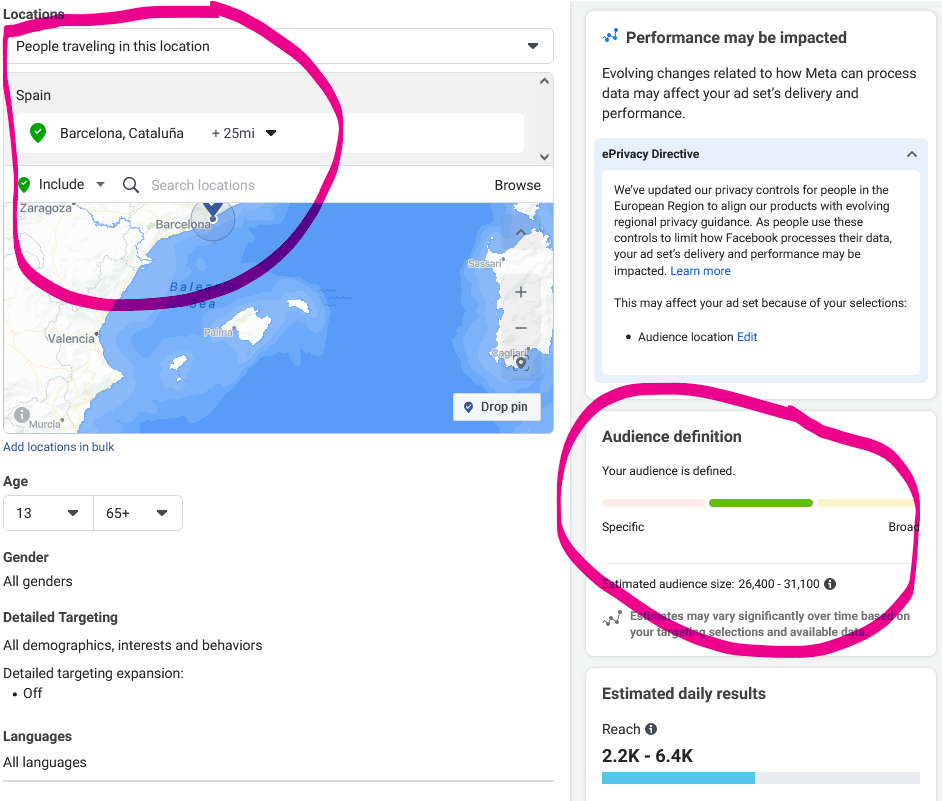 Locations
People traveling in this location
Spain
Barcelona, Cataluña + 25mi
Include Search locations Browse
Zaragoza
Barcelona
Balearic
Sea
Sassari
Palma
Valencia
Cagliari
Murcia
Drop pin
Add locations in bulk
Age
13 65+
Gender
All genders
Detailed Targeting
All demographics, interests and behaviors
Detailed targeting expansion:
• Off
Languages
All languages
Performance may be impacted
Evolving changes related to how Meta can process
data may affect your ad set's delivery and
performance.
ePrivacy Directive
We've updated our privacy controls for people in the
European Region to align our products with evolving
regional privacy guidance. As people use these
controls to limit how Facebook processes their data,
your ad set's delivery and performance may be
impacted. Learn more
This may affect your ad set because of your selections:
• Audience location Edit
Audience definition
Your audience is defined.
Specific Broad
Estimated audience size: 26,400 - 31,100
Estimates may vary significantly over time based on
your targeting selections and available data.
Estimated daily results
Reach
2.2K - 6.4K